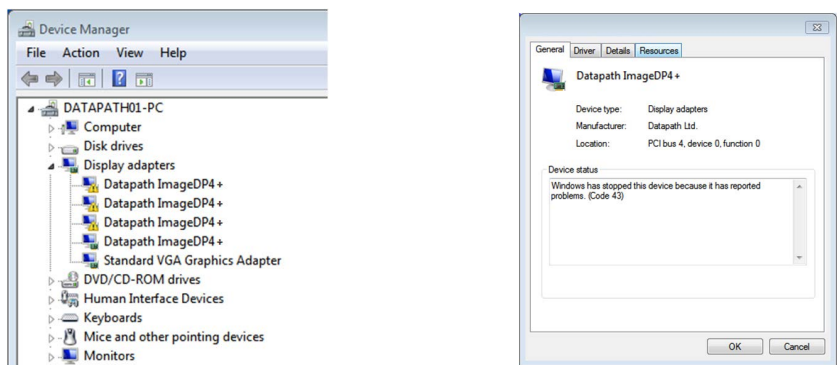 Device Manager
File Action View Help
DATAPATH01-PC
Computer
Disk drives
Display adapters
Datapath ImageDP4+
Datapath ImageDP4+
Datapath ImageDP4+
Datapath ImageDP4+
Standard VGA Graphics Adapter
DVD/CD-ROM drives
Human Interface Devices
Keyboards
Mice and other pointing devices
Monitors
General Driver Details Resources
Datapath ImageDP4+
Device type: Display adapters
Manufacturer: Datapath Ltd.
Location: PCI bus 4, device 0, function 0
Device status
Windows has stopped this device because it has reported
problems. (Code 43)
OK Cancel